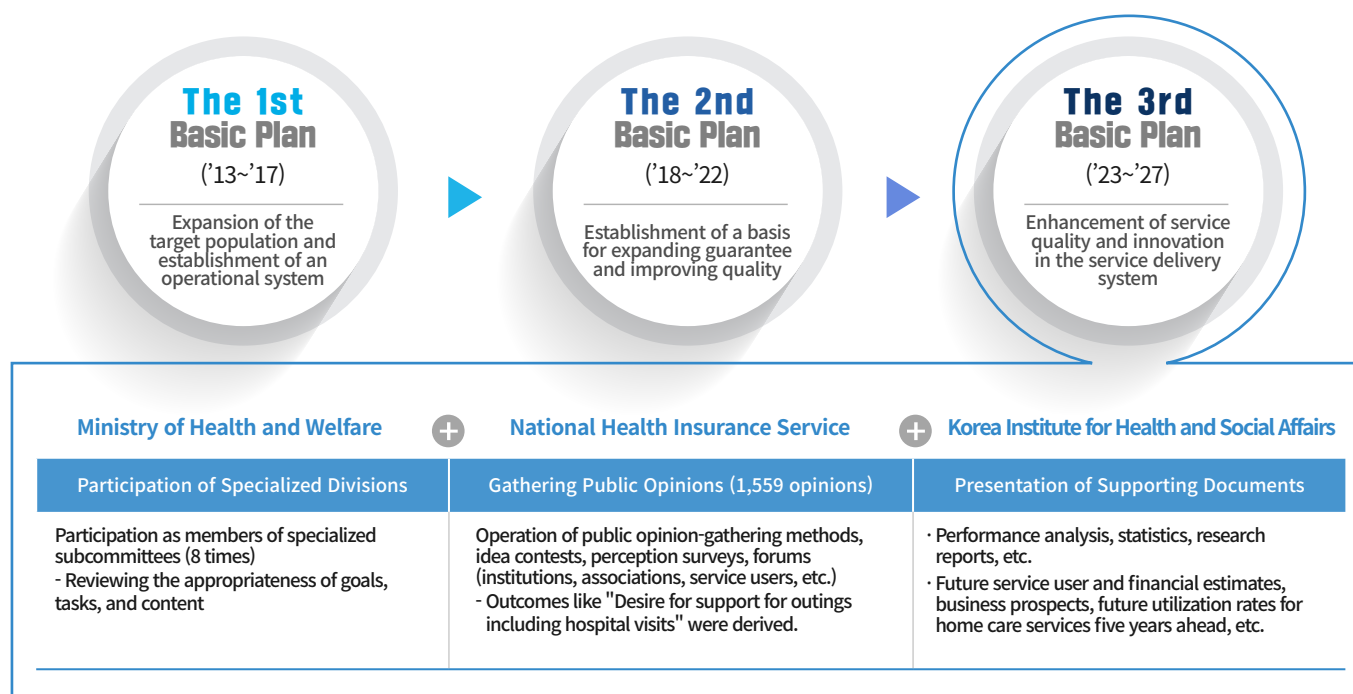 The 1st
Basic Plan
('13~'17)
Expansion of the
target population and
establishment of an
operational system
The 2nd
Basic Plan
('18~'22)
Establishment of a basis
for expanding guarantee
and improving quality
The 3rd
Basic Plan
('23~'27)
Enhancement of service
quality and innovation
in the service delivery
system
Ministry of Health and Welfare
+
National Health Insurance Service
+
Korea Institute for Health and Social Affairs
Participation of Specialized Divisions
Gathering Public Opinions (1,559 opinions)
Presentation of Supporting Documents
Participation as members of specialized
subcommittees (8 times)
- Reviewing the appropriateness of goals,
tasks, and content
Operation of public opinion-gathering methods,
idea contests, perception surveys, forums
(institutions, associations, service users, etc.)
- Outcomes like "Desire for support for outings
including hospital visits" were derived.
· Performance analysis, statistics, research
reports, etc.
· Future service user and financial estimates,
business prospects, future utilization rates for
home care services five years ahead, etc.